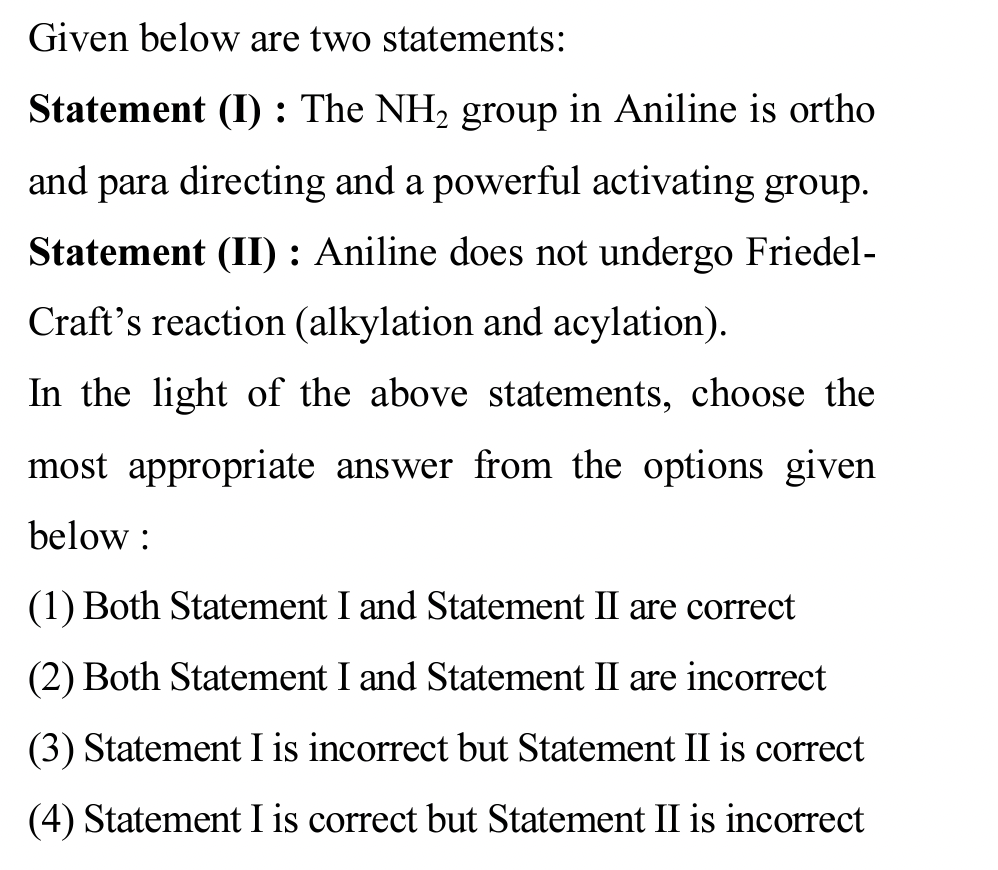 Given below are two statements:
Statement (I) : The NH₂ group in Aniline is ortho
and para directing and a powerful activating group.
Statement (II) : Aniline does not undergo Friedel-
Craft’s reaction (alkylation and acylation).
In the light of the above statements, choose the
most appropriate answer from the options given
below :
(1) Both Statement I and Statement II are correct
(2) Both Statement I and Statement II are incorrect
(3) Statement I is incorrect but Statement II is correct
(4) Statement I is correct but Statement II is incorrect